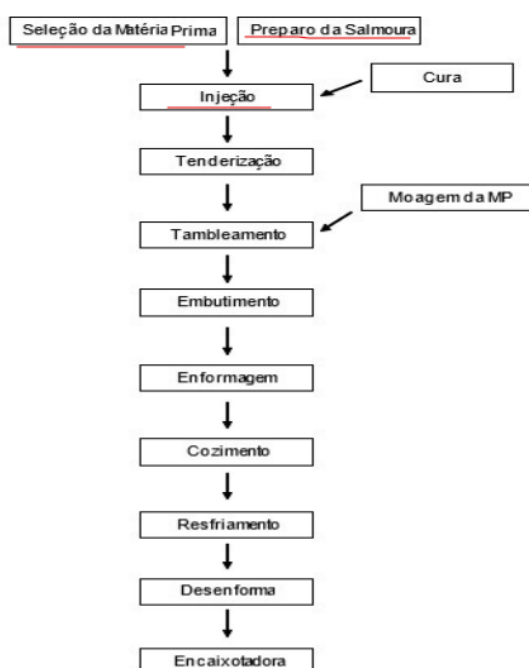 Seleção da Matéria Prima
Preparo da Salmoura
Injeção
Cura
Tenderização
Moagem da MP
Tambleamento
Embutimento
Enformagem
Cozimento
Resfriamento
Desenforma
Encaixotadora